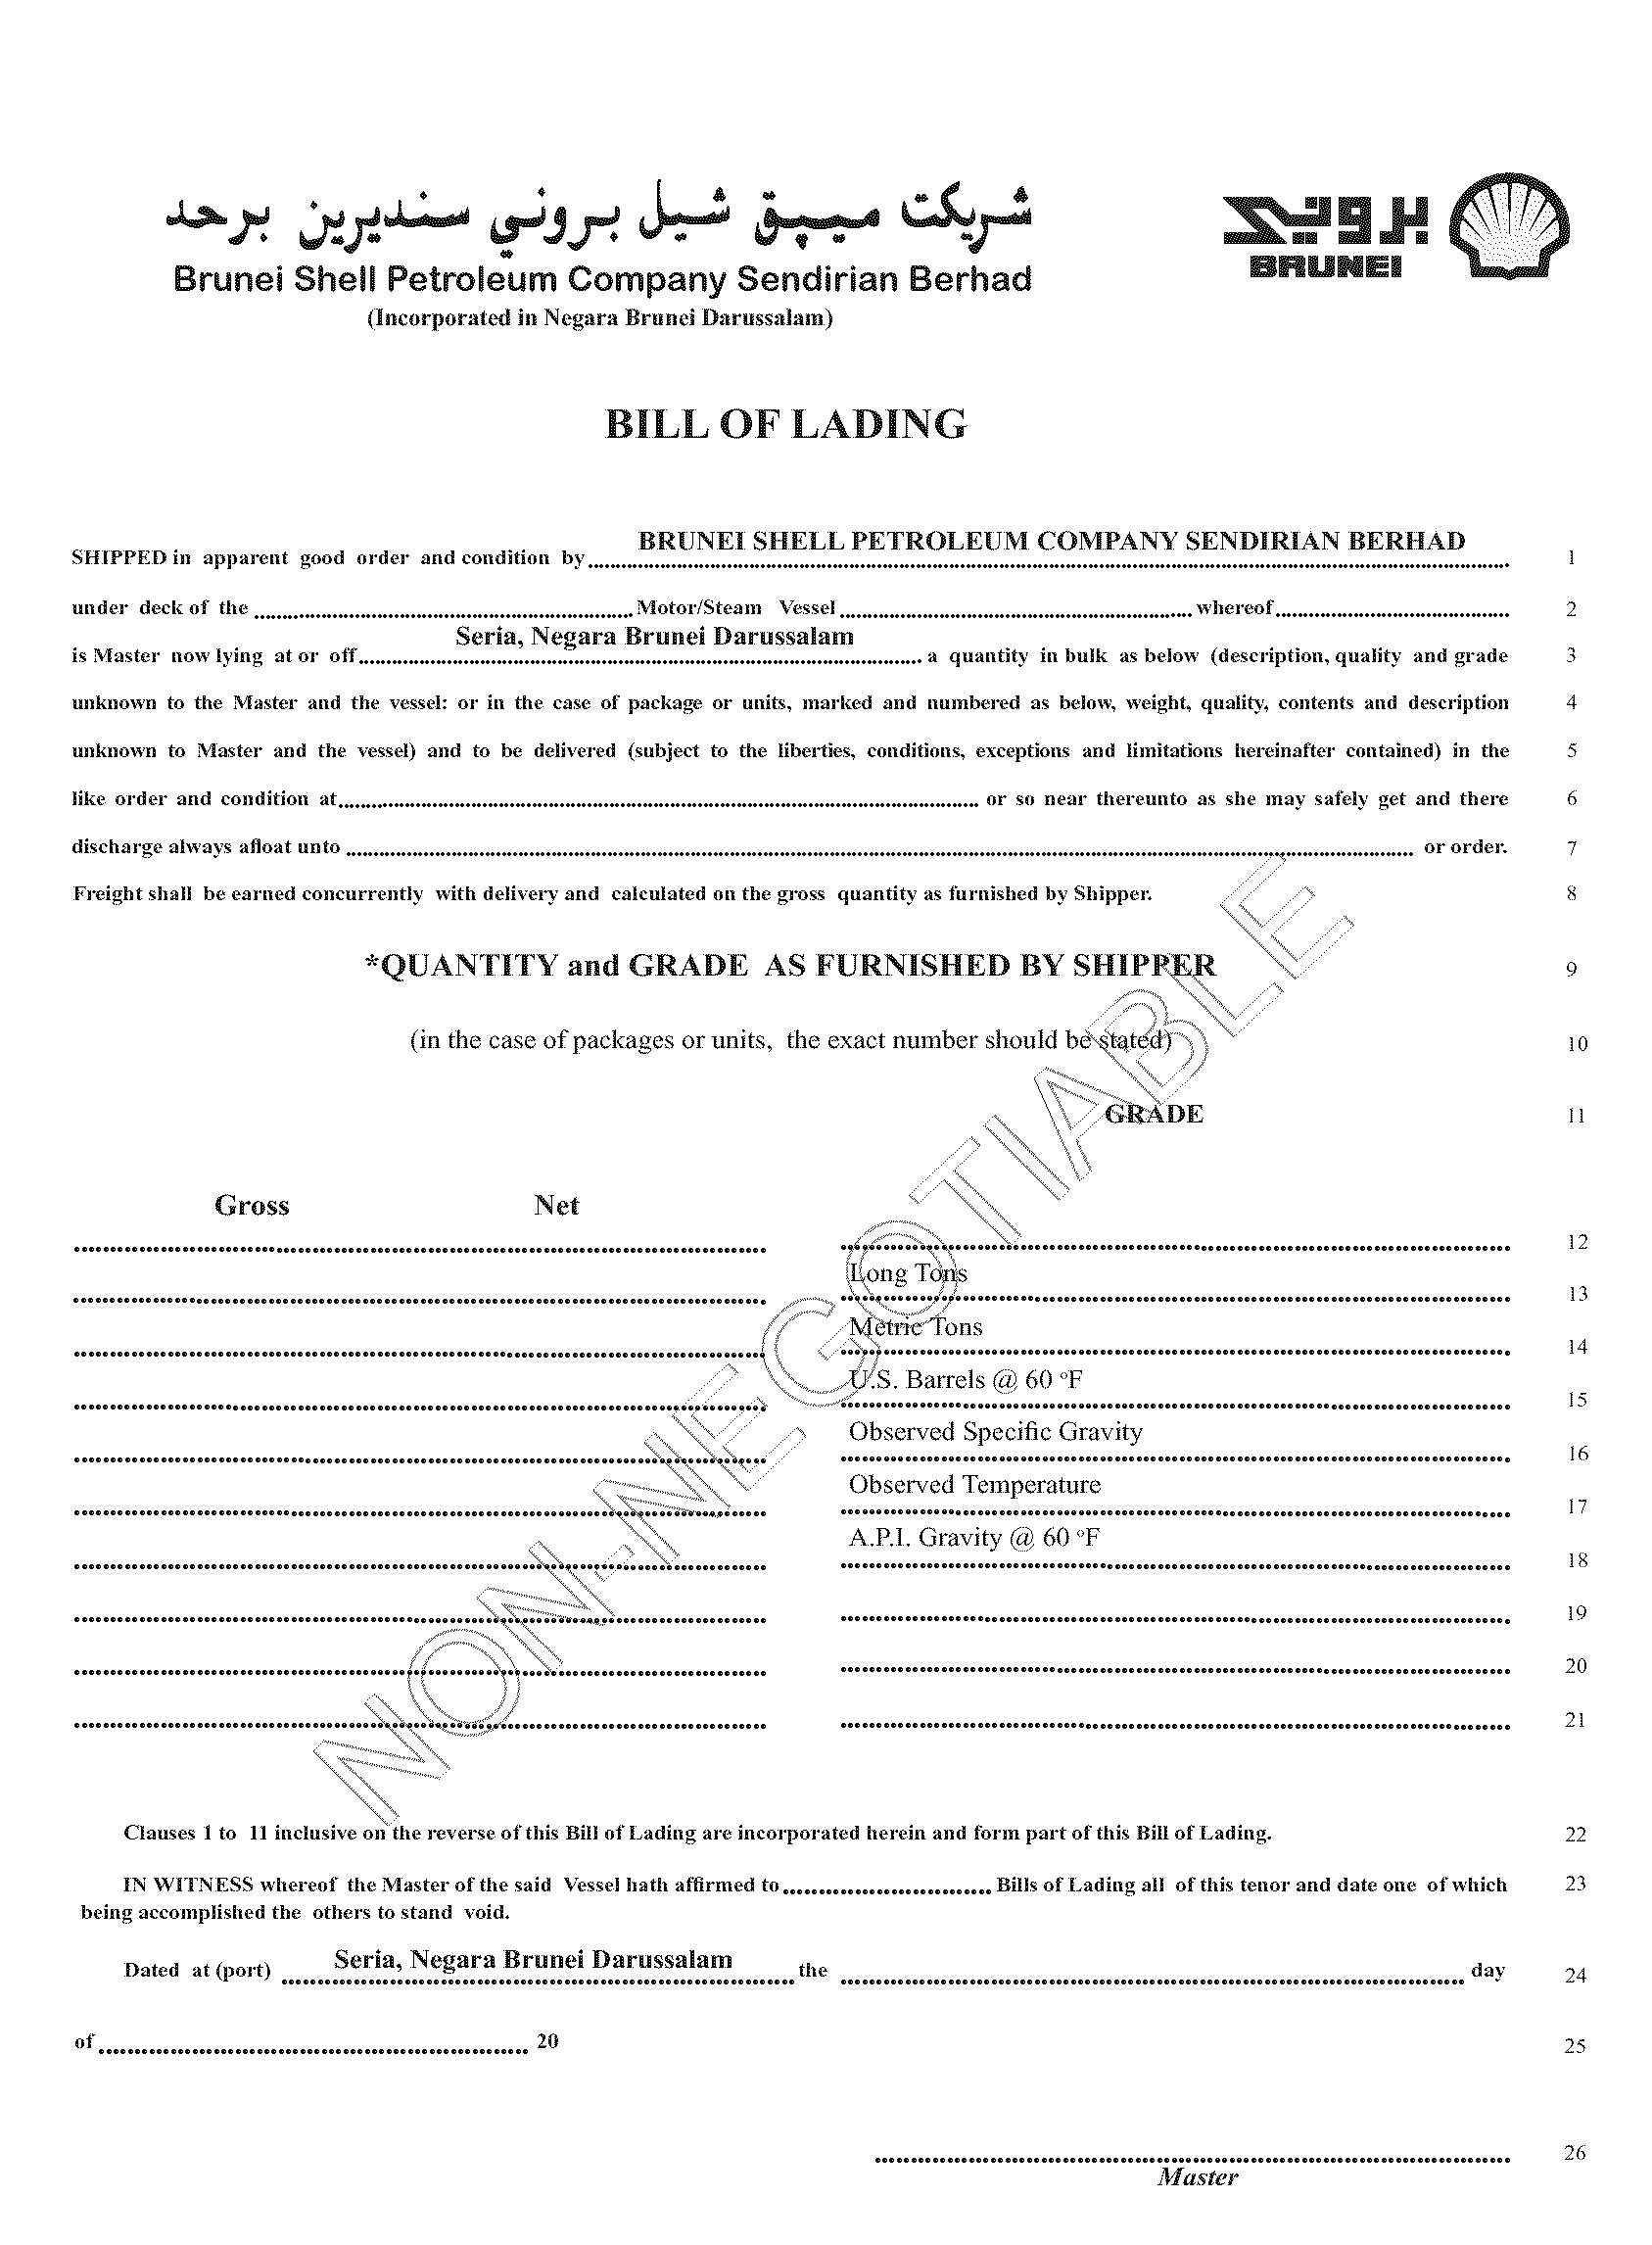 شريكت ميڤق شيل بروني سنديرين برحد
Brunei Shell Petroleum Company Sendirian Berhad
(Incorporated in Negara Brunei Darussalam)
بروني
BRUNEI
BILL OF LADING
BRUNEI SHELL PETROLEUM COMPANY SENDIRIAN BERHAD
SHIPPED in apparent good order and condition by 1
under deck of the Motor/Steam Vessel whereof 2
Seria, Negara Brunei Darussalam
is Master now lying at or off a quantity in bulk as below (description, quality and grade 3
unknown to the Master and the vessel: or in the case of package or units, marked and numbered as below, weight, quality, contents and description 4
unknown to Master and the vessel) and to be delivered (subject to the liberties, conditions, exceptions and limitations hereinafter contained) in the 5
like order and condition at or so near thereunto as she may safely get and there 6
discharge always afloat unto or order. 7
Freight shall be earned concurrently with delivery and calculated on the gross quantity as furnished by Shipper. 8
*QUANTITY and GRADE AS FURNISHED BY SHIPPER 9
(in the case of packages or units, the exact number should be stated) 10
GRADE 11
Gross Net
12
Long Tons
13
Metric Tons
14
U.S. Barrels @ 60 °F
15
Observed Specific Gravity
16
Observed Temperature
17
A.P.I. Gravity @ 60 °F
18
19
20
21
NON-NEGOTIABLE
Clauses 1 to 11 inclusive on the reverse of this Bill of Lading are incorporated herein and form part of this Bill of Lading. 22
IN WITNESS whereof the Master of the said Vessel hath affirmed to Bills of Lading all of this tenor and date one of which 23
being accomplished the others to stand void.
Seria, Negara Brunei Darussalam
Dated at (port) the day 24
of 20 25
26
Master